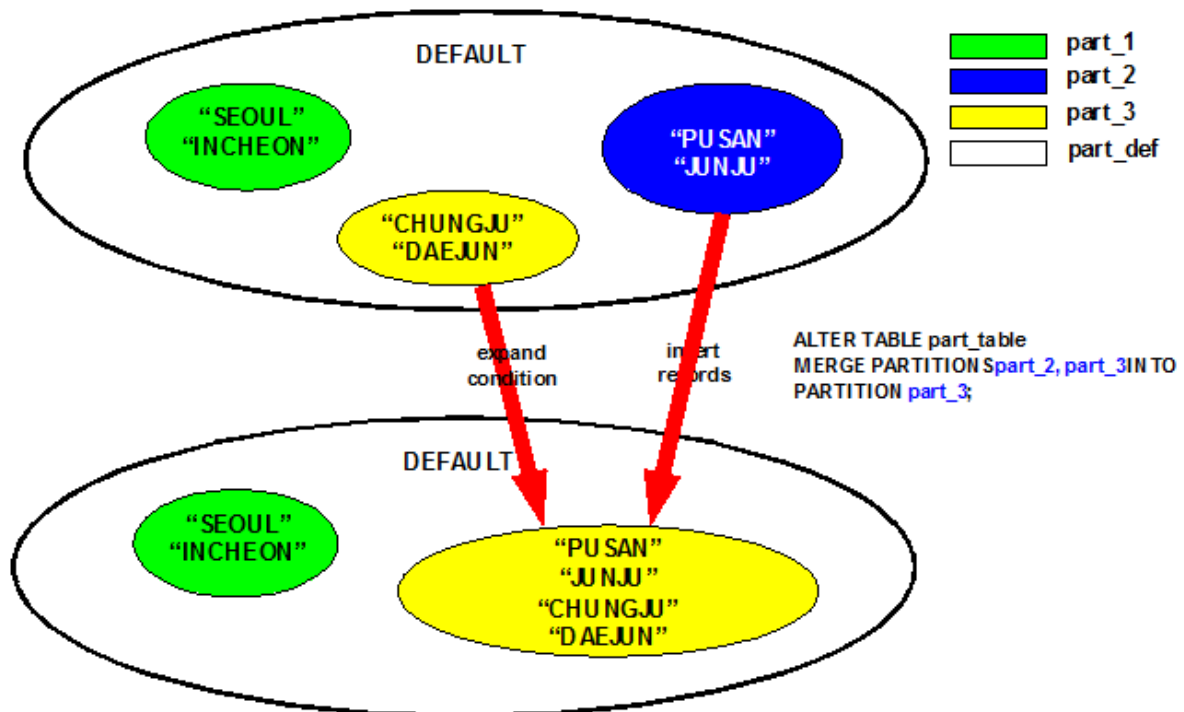 DEFAULT
“SEOUL”
“INCHEON”
“PUSAN”
“JUNJU”
“CHUNGJU”
“DAEJUN”
part_1
part_2
part_3
part_def
expand
condition
insert
records
ALTER TABLE part_table
MERGE PARTITIONS part_2, part_3 INTO
PARTITION part_3;
DEFAULT
“SEOUL”
“INCHEON”
“PUSAN”
“JUNJU”
“CHUNGJU”
“DAEJUN”